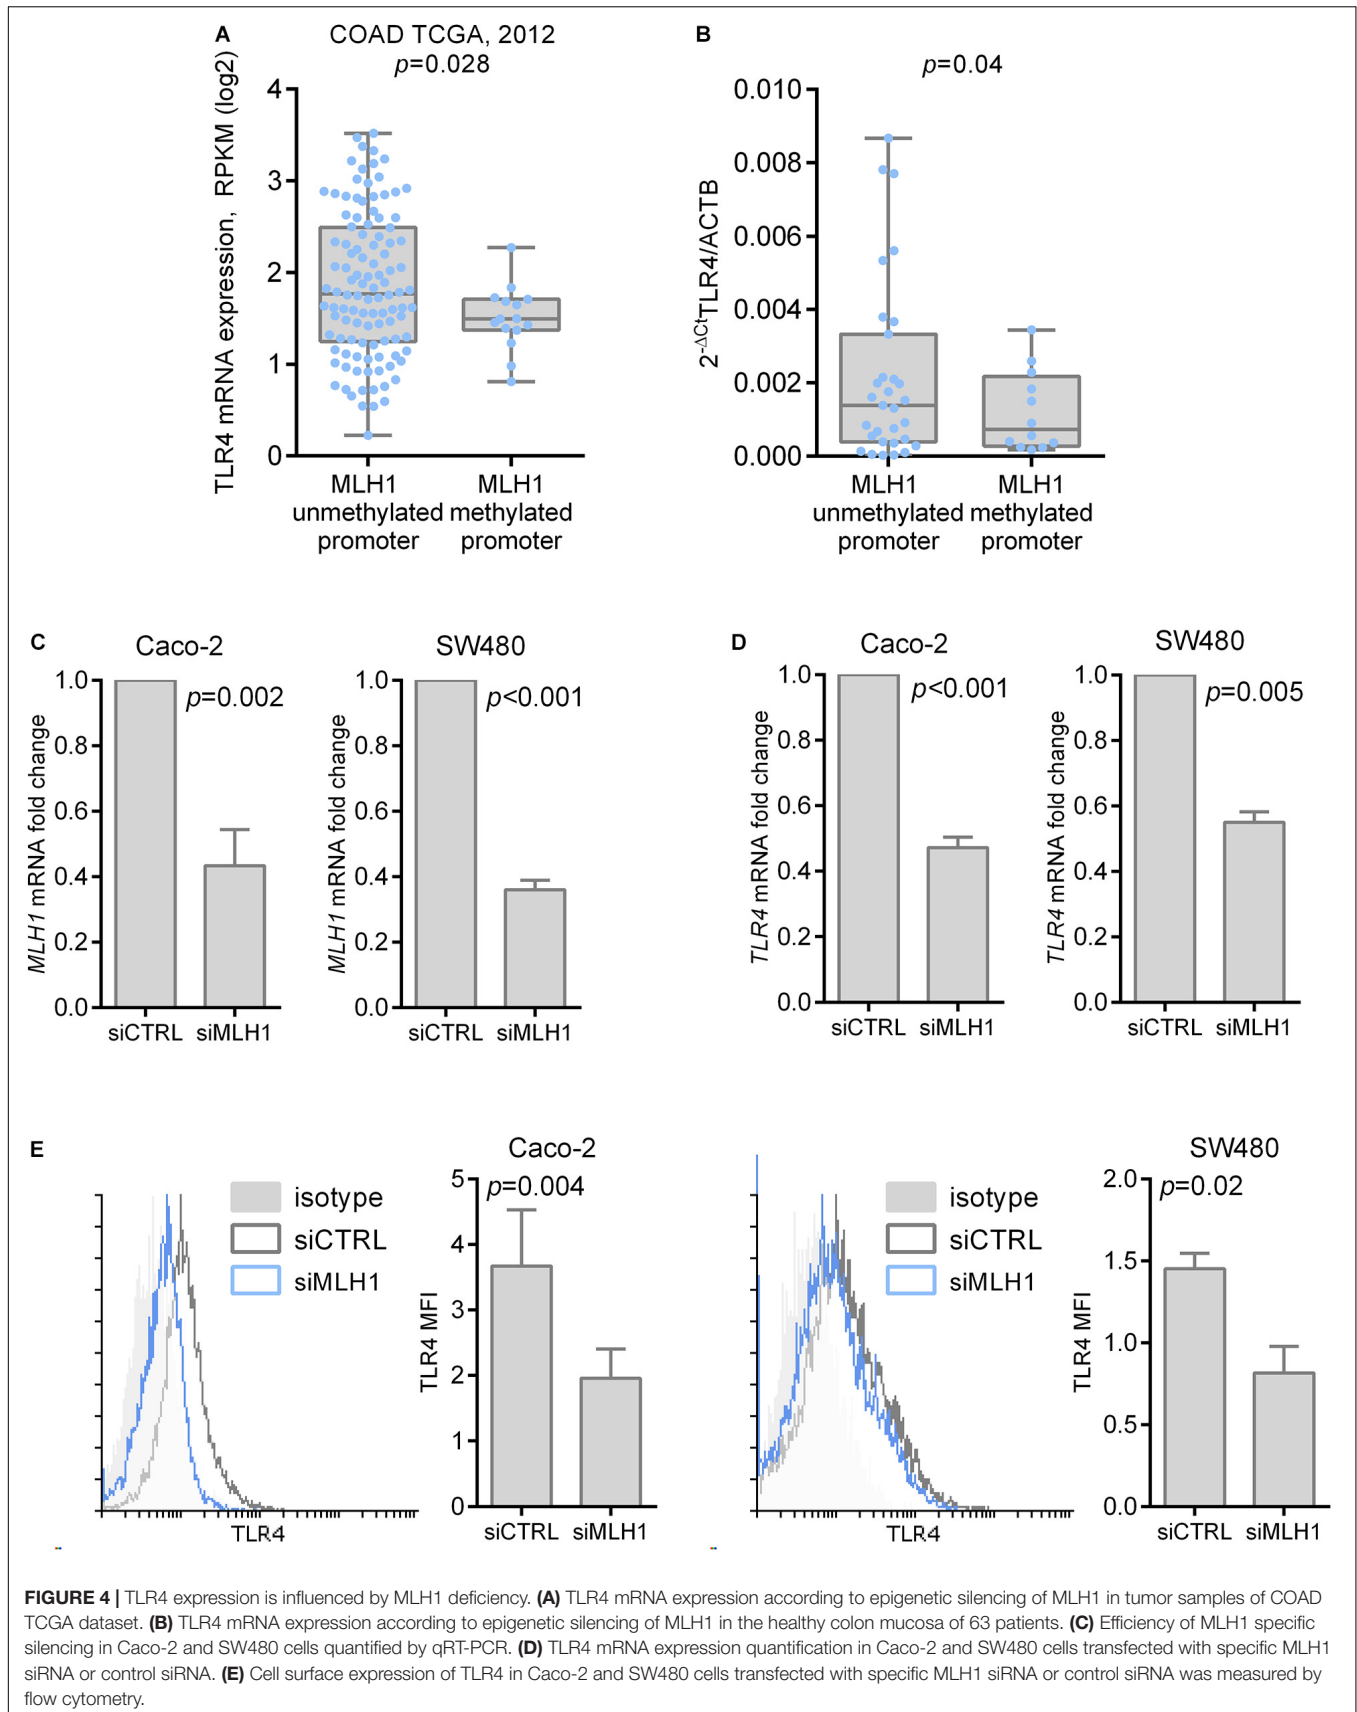 A
COAD TCGA, 2012
p=0.028
TLR4 mRNA expression, RPKM (log2)
4
3
2
1
0
MLH1
unmethylated
promoter
MLH1
methylated
promoter
B
p=0.04
2-ΔCtTLR4/ACTB
0.010
0.008
0.006
0.004
0.002
0.000
MLH1
unmethylated
promoter
MLH1
methylated
promoter
C
Caco-2
p=0.002
MLH1 mRNA fold change
1.0
0.8
0.6
0.4
0.2
0.0
siCTRL siMLH1
SW480
p<0.001
MLH1 mRNA fold change
1.0
0.8
0.6
0.4
0.2
0.0
siCTRL siMLH1
D
Caco-2
p<0.001
TLR4 mRNA fold change
1.0
0.8
0.6
0.4
0.2
0.0
siCTRL siMLH1
SW480
p=0.005
TLR4 mRNA fold change
1.0
0.8
0.6
0.4
0.2
0.0
siCTRL siMLH1
E
isotype
siCTRL
siMLH1
TLR4
Caco-2
p=0.004
TLR4 MFI
5
4
3
2
1
0
siCTRL siMLH1
isotype
siCTRL
siMLH1
TLR4
SW480
p=0.02
TLR4 MFI
2.0
1.5
1.0
0.5
0.0
siCTRL siMLH1
FIGURE 4 | TLR4 expression is influenced by MLH1 deficiency. (A) TLR4 mRNA expression according to epigenetic silencing of MLH1 in tumor samples of COAD
TCGA dataset. (B) TLR4 mRNA expression according to epigenetic silencing of MLH1 in the healthy colon mucosa of 63 patients. (C) Efficiency of MLH1 specific
silencing in Caco-2 and SW480 cells quantified by qRT-PCR. (D) TLR4 mRNA expression quantification in Caco-2 and SW480 cells transfected with specific MLH1
siRNA or control siRNA. (E) Cell surface expression of TLR4 in Caco-2 and SW480 cells transfected with specific MLH1 siRNA or control siRNA was measured by
flow cytometry.